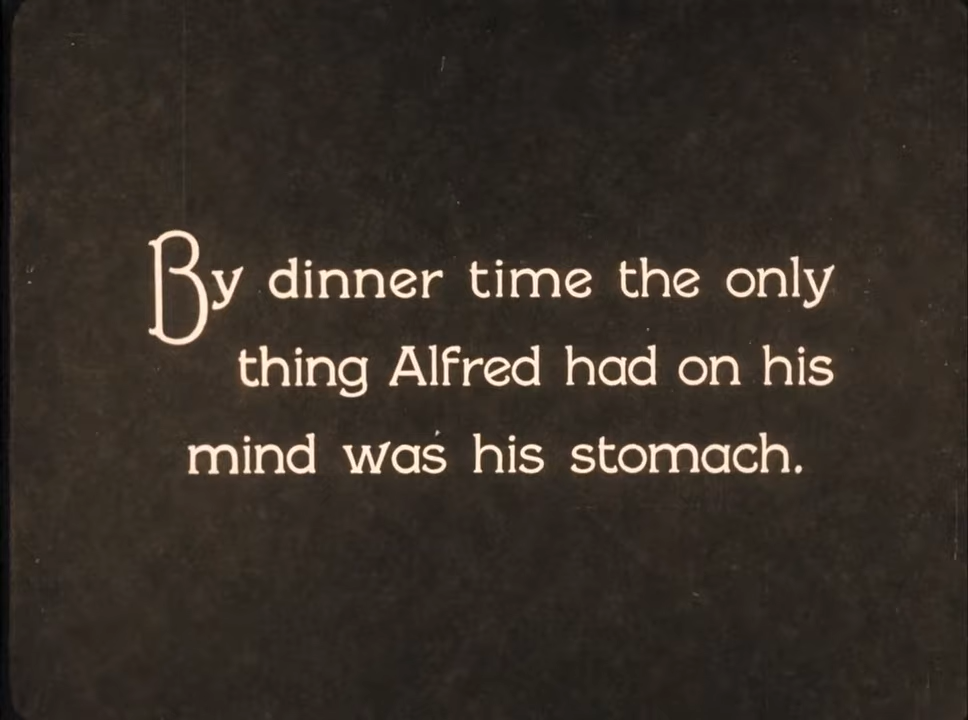 By dinner time the only
thing Alfred had on his
mind was his stomach.